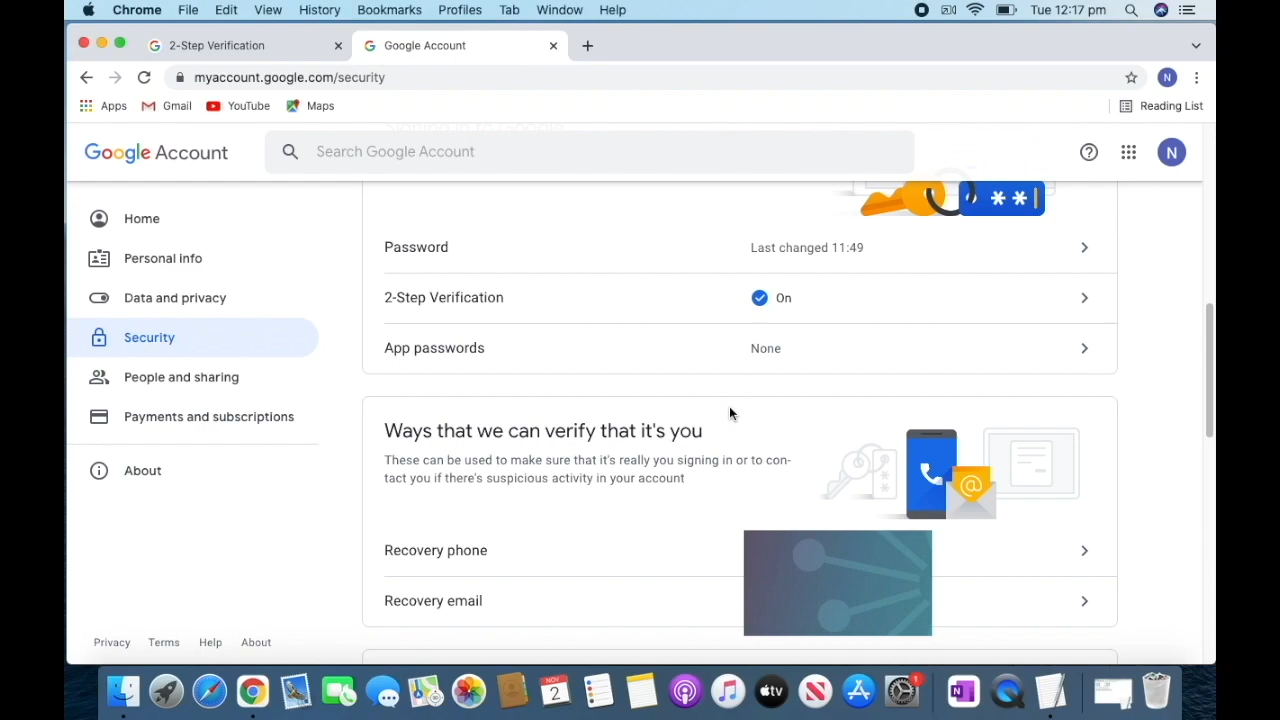 Chrome File Edit View History Bookmarks Profiles Tab Window Help Tue 12:17 pm
2-Step Verification Google Account
myaccount.google.com/security N
Apps Gmail YouTube Maps Reading List
Google Account Search Google Account N
Home
Personal info
Data and privacy
Security
People and sharing
Payments and subscriptions
About
Privacy Terms Help About
**
Password Last changed 11:49
2-Step Verification On
App passwords None
Ways that we can verify that it's you
These can be used to make sure that it's really you signing in or to con-
tact you if there's suspicious activity in your account
Recovery phone
Recovery email
NOV
2
tv
1
N